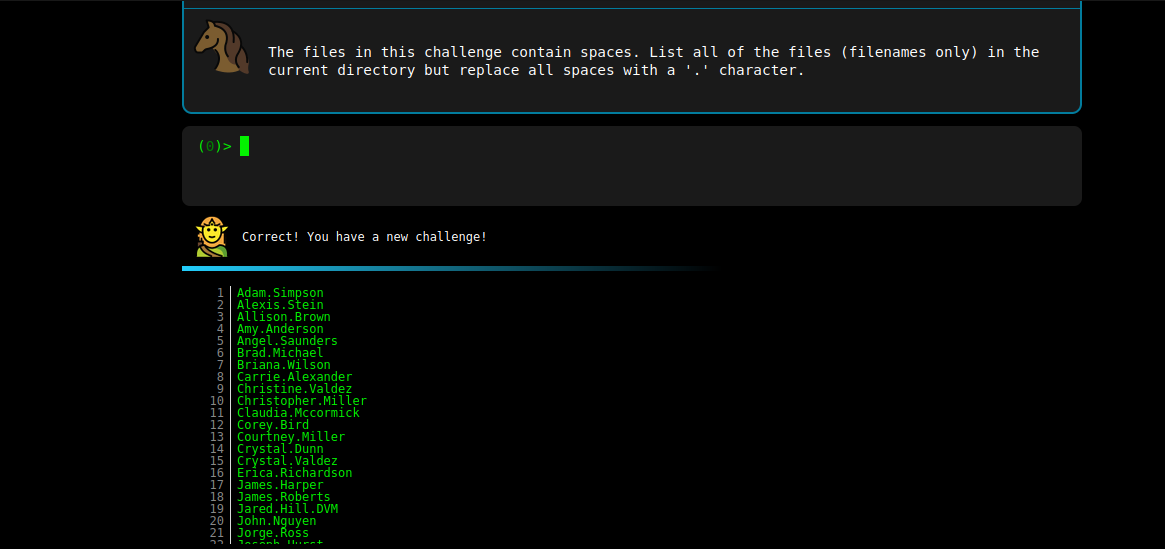 The files in this challenge contain spaces. List all of the files (filenames only) in the
current directory but replace all spaces with a '.' character.
(0)>
Correct! You have a new challenge!
1 Adam.Simpson
2 Alexis.Stein
3 Allison.Brown
4 Amy.Anderson
5 Angel.Saunders
6 Brad.Michael
7 Briana.Wilson
8 Carrie.Alexander
9 Christine.Valdez
10 Christopher.Miller
11 Claudia.Mccormick
12 Corey.Bird
13 Courtney.Miller
14 Crystal.Dunn
15 Crystal.Valdez
16 Erica.Richardson
17 James.Harper
18 James.Roberts
19 Jared.Hill.DVM
20 John.Nguyen
21 Jorge.Ross
22 Joseph.Hurst